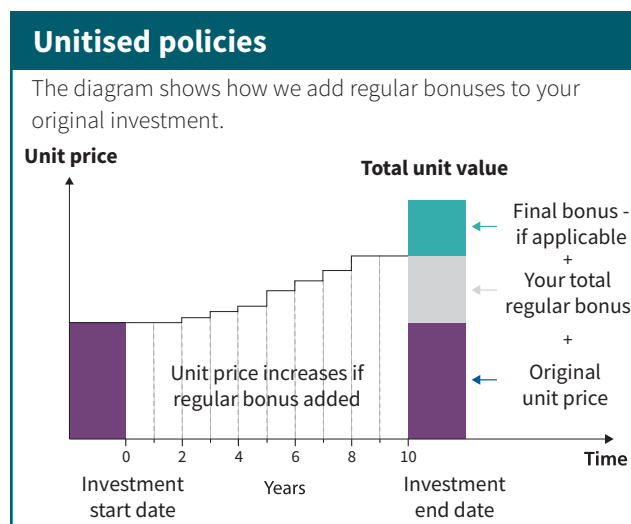 Unitised policies
The diagram shows how we add regular bonuses to your
original investment.
Unit price
Total unit value
Final bonus -
if applicable
+
Your total
regular bonus
+
Original
unit price
Unit price increases if
regular bonus added
0 2 4 6 8 10
Time
Investment
start date
Years
Investment
end date